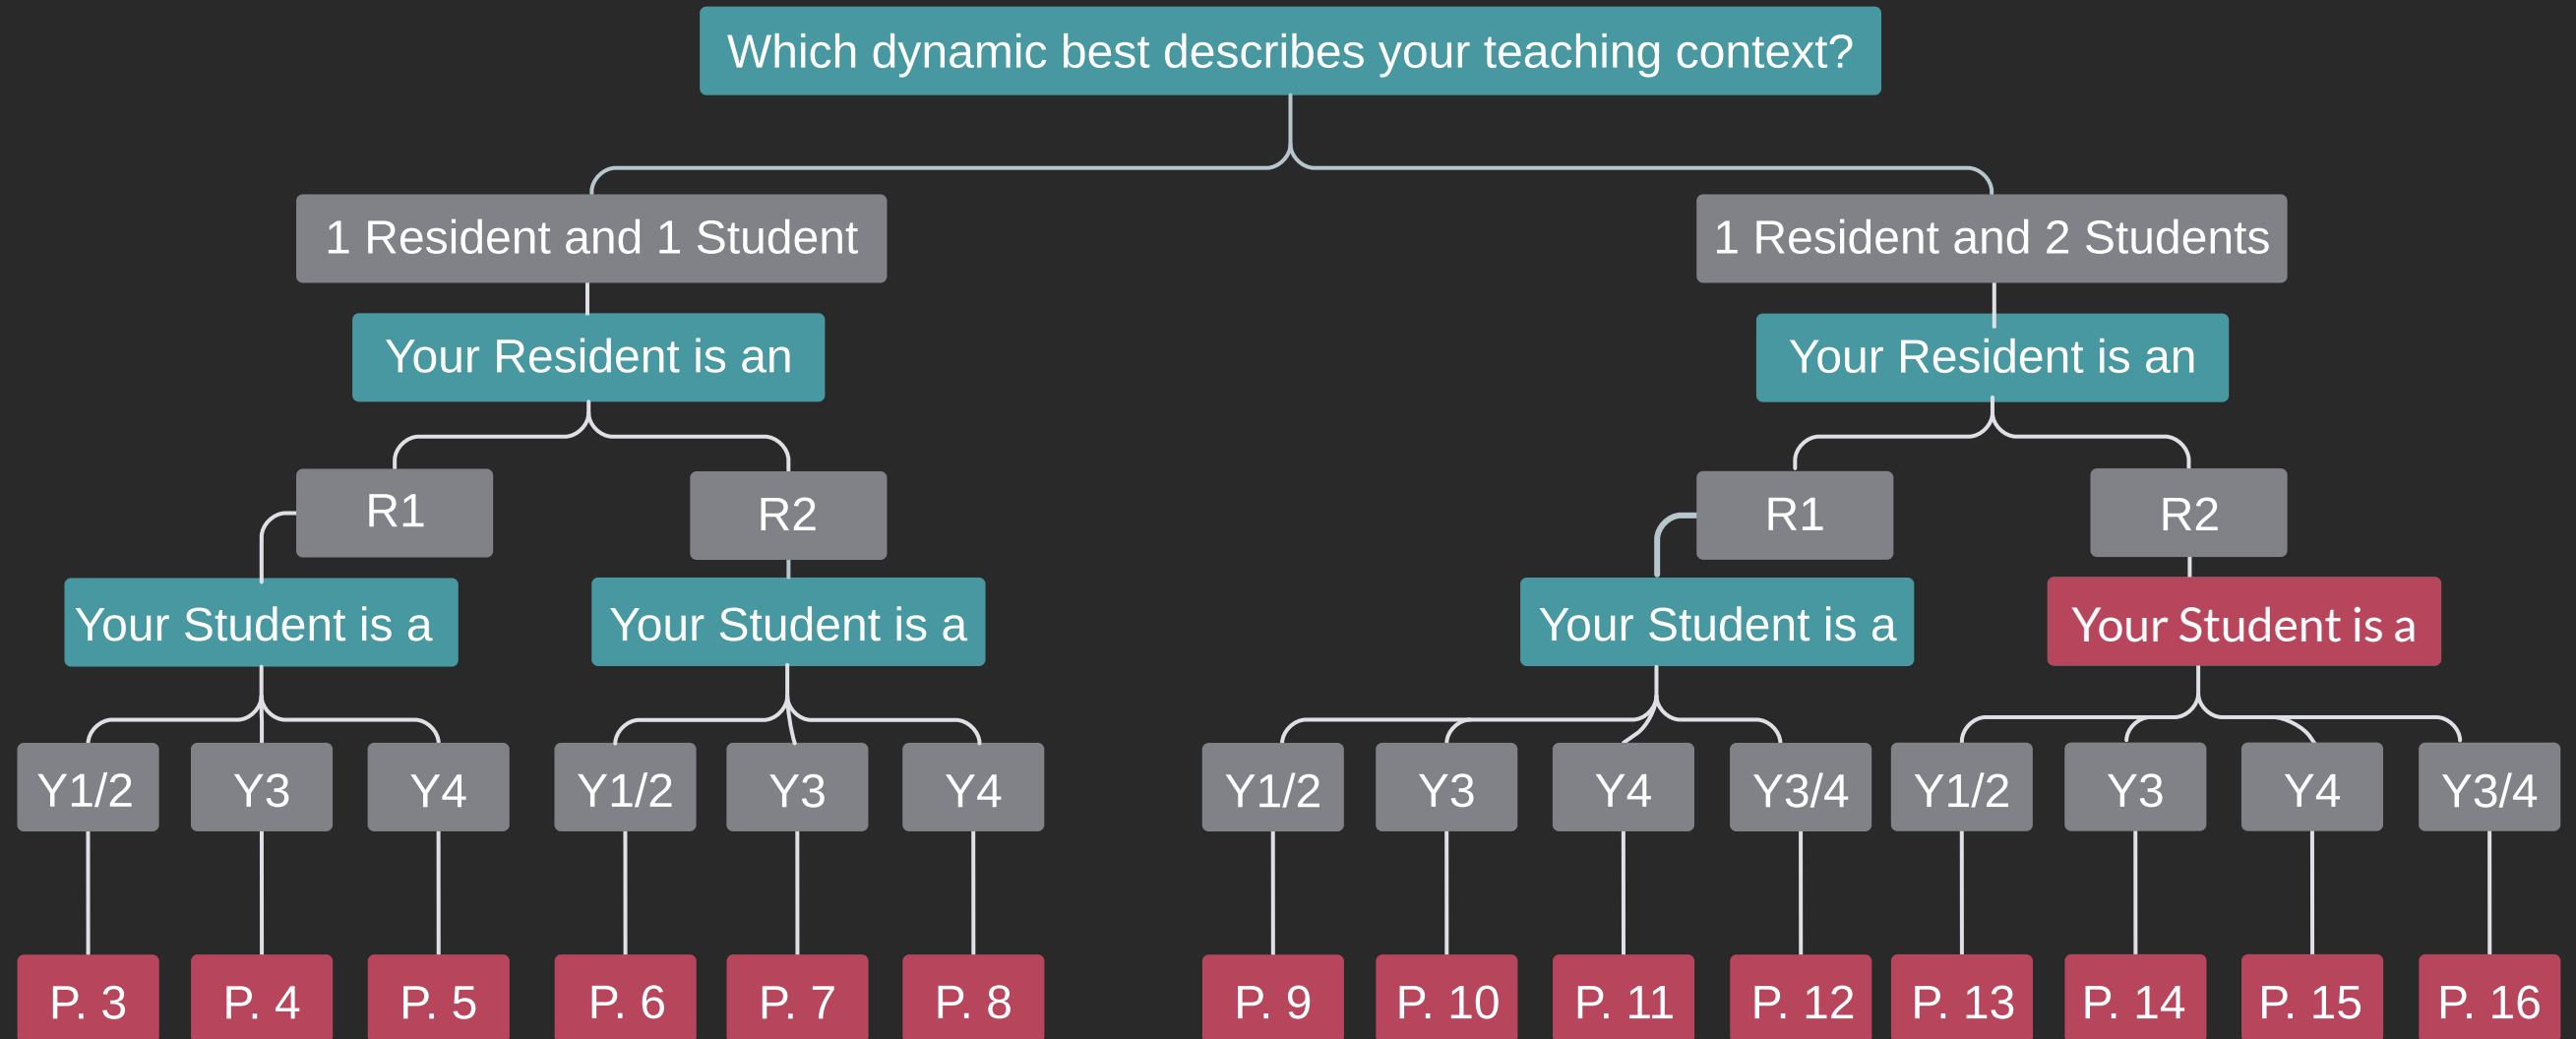 Which dynamic best describes your teaching context?
1 Resident and 1 Student
1 Resident and 2 Students
Your Resident is an
Your Resident is an
R1
R2
R1
R2
Your Student is a
Your Student is a
Your Student is a
Your Student is a
Y1/2
Y3
Y4
Y1/2
Y3
Y4
Y1/2
Y3
Y4
Y3/4
Y1/2
Y3
Y4
Y3/4
P. 3
P. 4
P. 5
P. 6
P. 7
P. 8
P. 9
P. 10
P. 11
P. 12
P. 13
P. 14
P. 15
P. 16